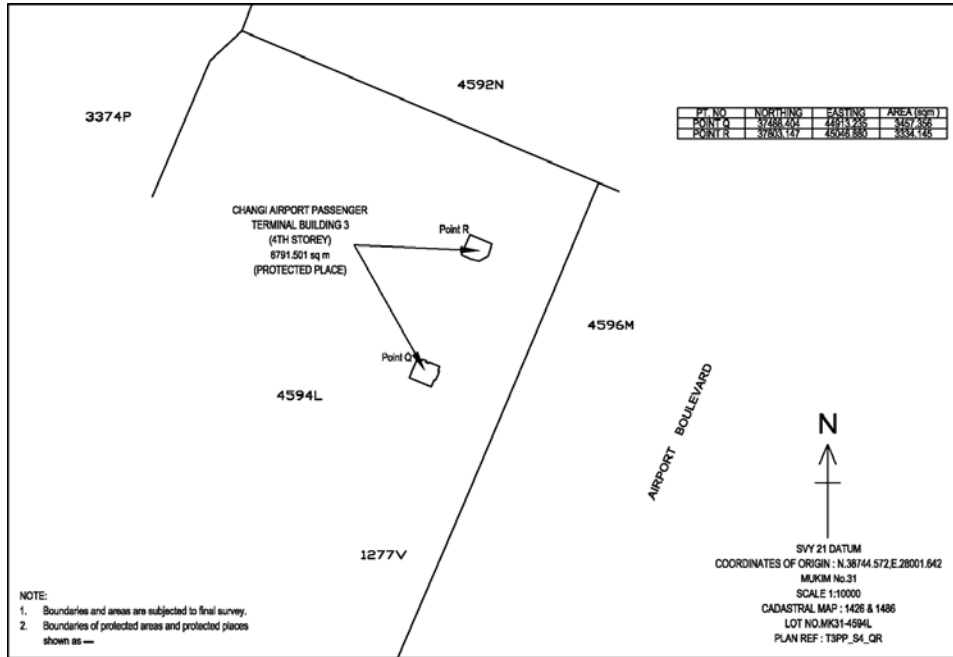 4592N
3374P
PT. NO NORTHING EASTING AREA (sqm)
POINT Q 37488.404 44913.235 3457.356
POINT R 37803.147 45046.880 3334.145
CHANGI AIRPORT PASSENGER
TERMINAL BUILDING 3
(4TH STOREY)
6791.501 sq m
(PROTECTED PLACE)
Point R
4596M
Point Q
4594L
AIRPORT BOULEVARD
N
1277V
SVY 21 DATUM
COORDINATES OF ORIGIN : N.38744.572,E.28001.642
MUKIM No.31
SCALE 1:10000
CADASTRAL MAP : 1426 & 1486
LOT NO.MK31-4594L
PLAN REF : T3PP_S4_QR
NOTE:
1. Boundaries and areas are subjected to final survey.
2. Boundaries of protected areas and protected places
shown as —